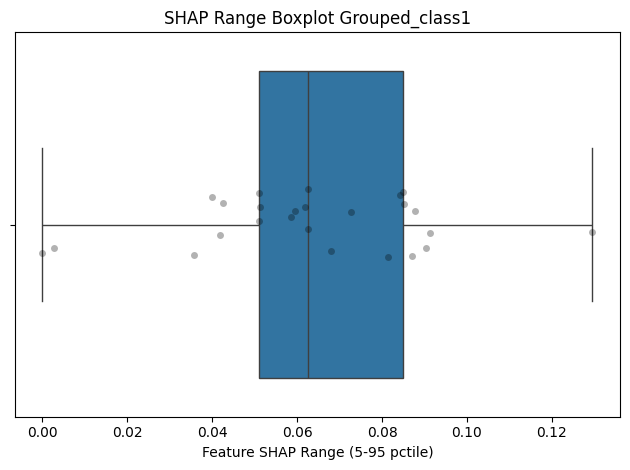 SHAP Range Boxplot Grouped_class1
0.00 0.02 0.04 0.06 0.08 0.10 0.12
Feature SHAP Range (5-95 pctile)